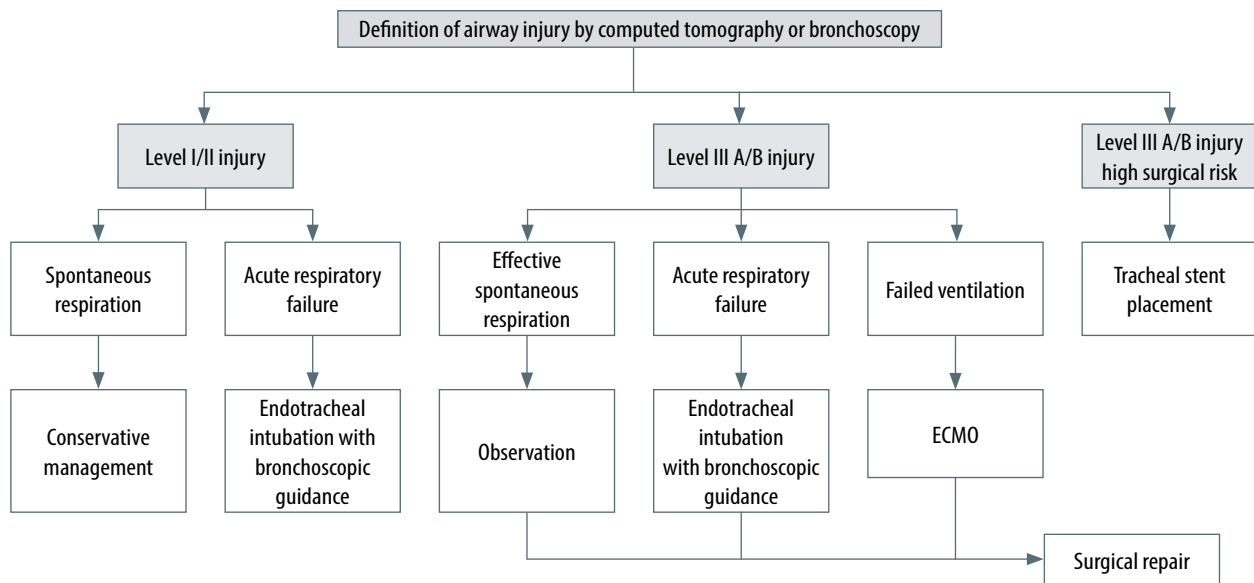 Definition of airway injury by computed tomography or bronchoscopy
Level I/II injury
Level III A/B injury
Level III A/B injury
high surgical risk
Spontaneous
respiration
Acute respiratory
failure
Effective
spontaneous
respiration
Acute respiratory
failure
Failed ventilation
Tracheal stent
placement
Conservative
management
Endotracheal
intubation with
bronchoscopic
guidance
Observation
Endotracheal
intubation
with bronchoscopic
guidance
ECMO
Surgical repair